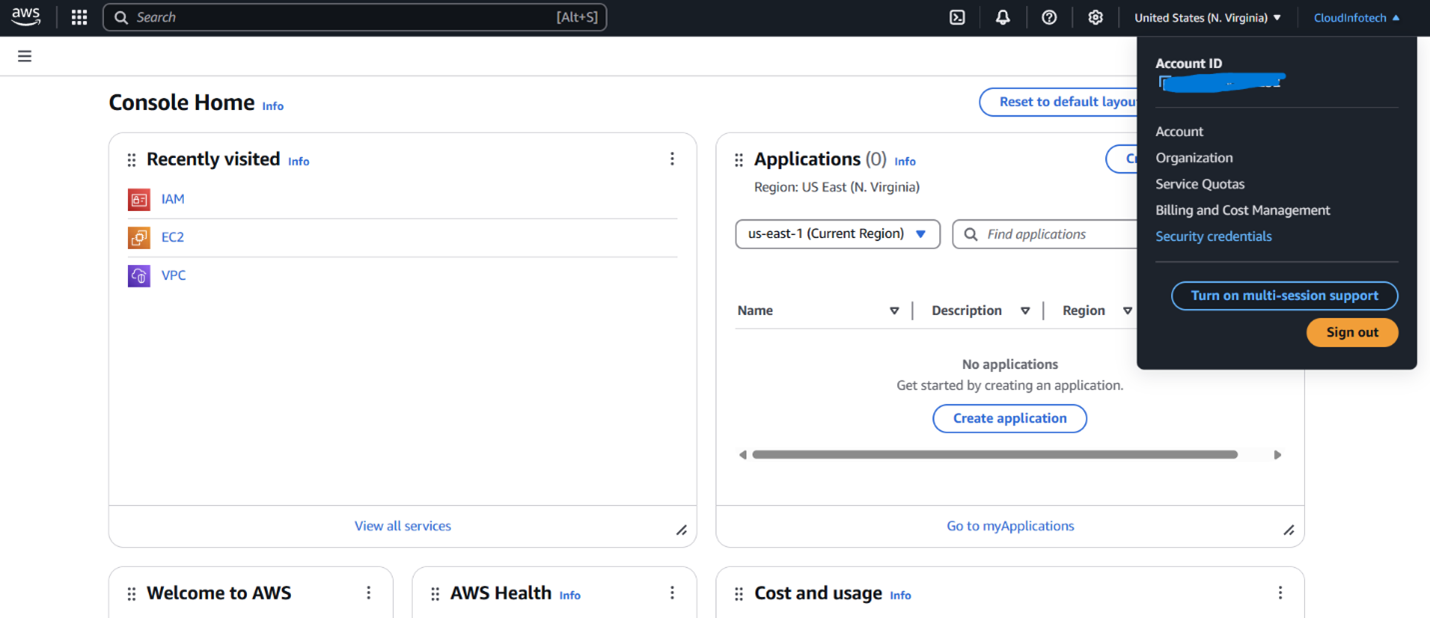 aws
Search [Alt+S]
United States (N. Virginia)
CloudInfotech
Account ID
Account
Organization
Service Quotas
Billing and Cost Management
Security credentials
Turn on multi-session support
Sign out
Console Home Info
Reset to default layou
Recently visited Info
IAM
EC2
VPC
View all services
Applications (0) Info
Region: US East (N. Virginia)
us-east-1 (Current Region)
Find applications
Name
Description
Region
No applications
Get started by creating an application.
Create application
Go to myApplications
Welcome to AWS
AWS Health Info
Cost and usage Info